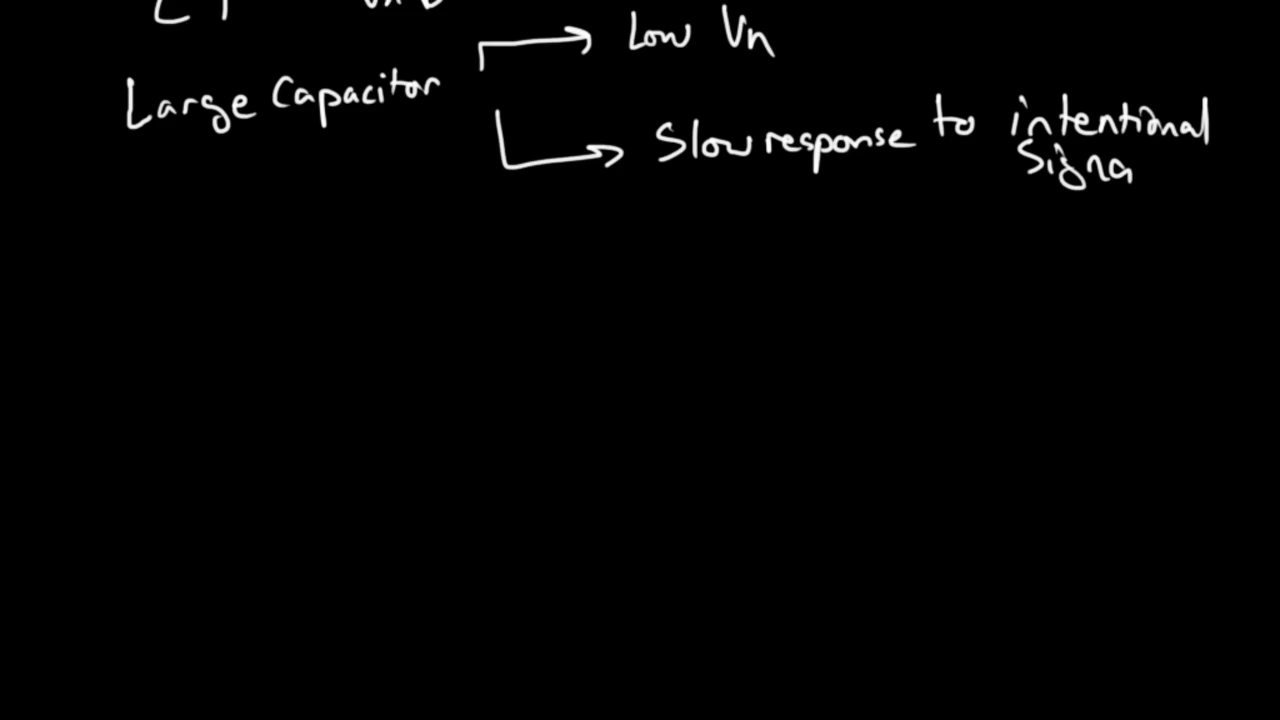 Low Vn
Large Capacitor
Slow response to intentional
Signa